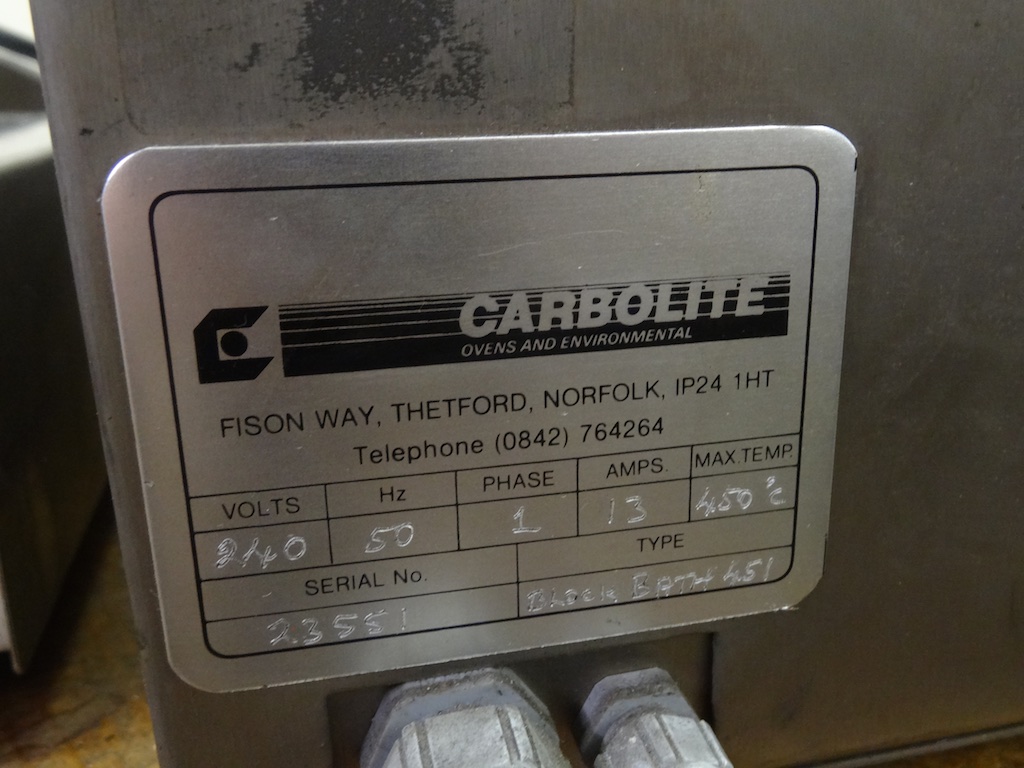 CARBOLITE
OVENS AND ENVIRONMENTAL
FISON WAY, THETFORD, NORFOLK, IP24 1HT
Telephone (0842) 764264
VOLTS Hz PHASE AMPS. MAX.TEMP.
240 50 1 13 450°C
SERIAL No. TYPE
23551 BLOCK BATH 451